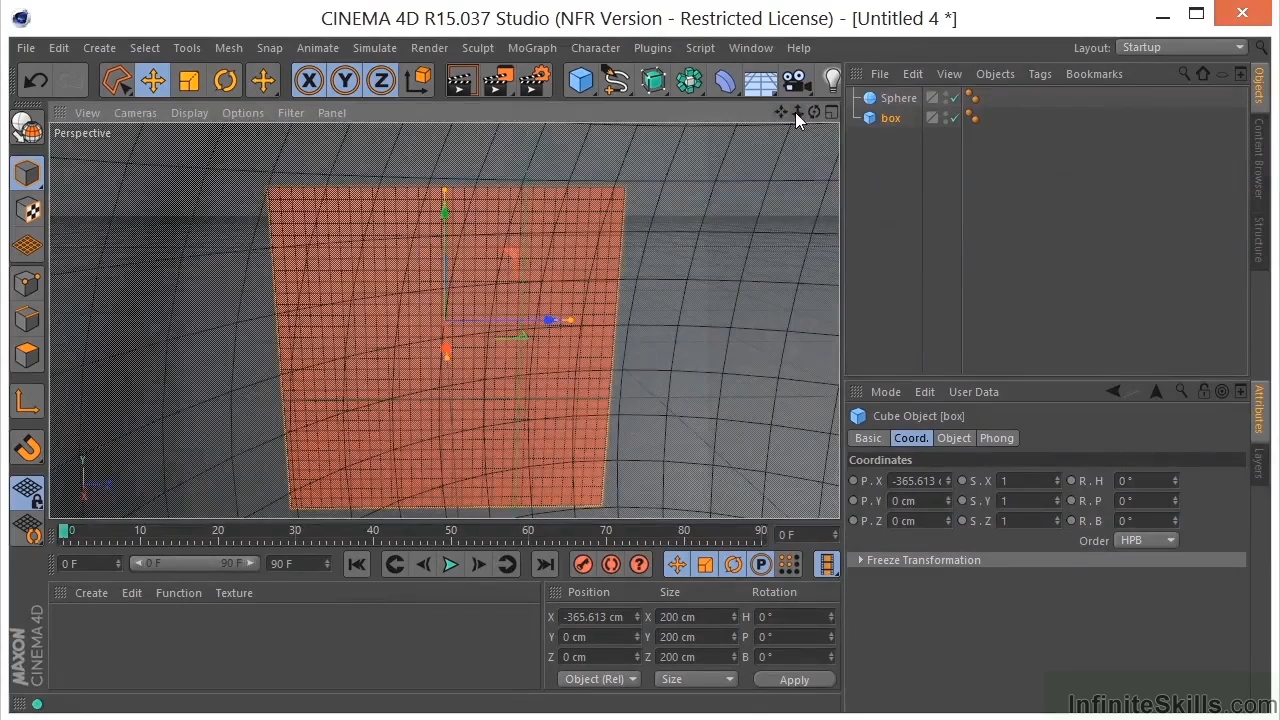 CINEMA 4D R15.037 Studio (NFR Version - Restricted License) - [Untitled 4 *]
File Edit Create Select Tools Mesh Snap Animate Simulate Render Sculpt MoGraph Character Plugins Script Window Help
Layout: Startup
X Y Z
File Edit View Objects Tags Bookmarks
View Cameras Display Options Filter Panel
Perspective
Sphere
box
Objects
Content Browser
Structure
Mode Edit User Data
Cube Object [box]
Basic Coord. Object Phong
Coordinates
P . X -365.613 S . X 1 R . H 0 °
P . Y 0 cm S . Y 1 R . P 0 °
P . Z 0 cm S . Z 1 R . B 0 °
Order HPB
Freeze Transformation
Attributes
Layers
Y
X
0 10 20 30 40 50 60 70 80 90 0 F
0 F 0 F 90 F 90 F
P
Create Edit Function Texture
Position Size Rotation
X -365.613 cm X 200 cm H 0 °
Y 0 cm Y 200 cm P 0 °
Z 0 cm Z 200 cm B 0 °
Object (Rel) Size Apply
MAXON
CINEMA 4D
InfiniteSkills.com